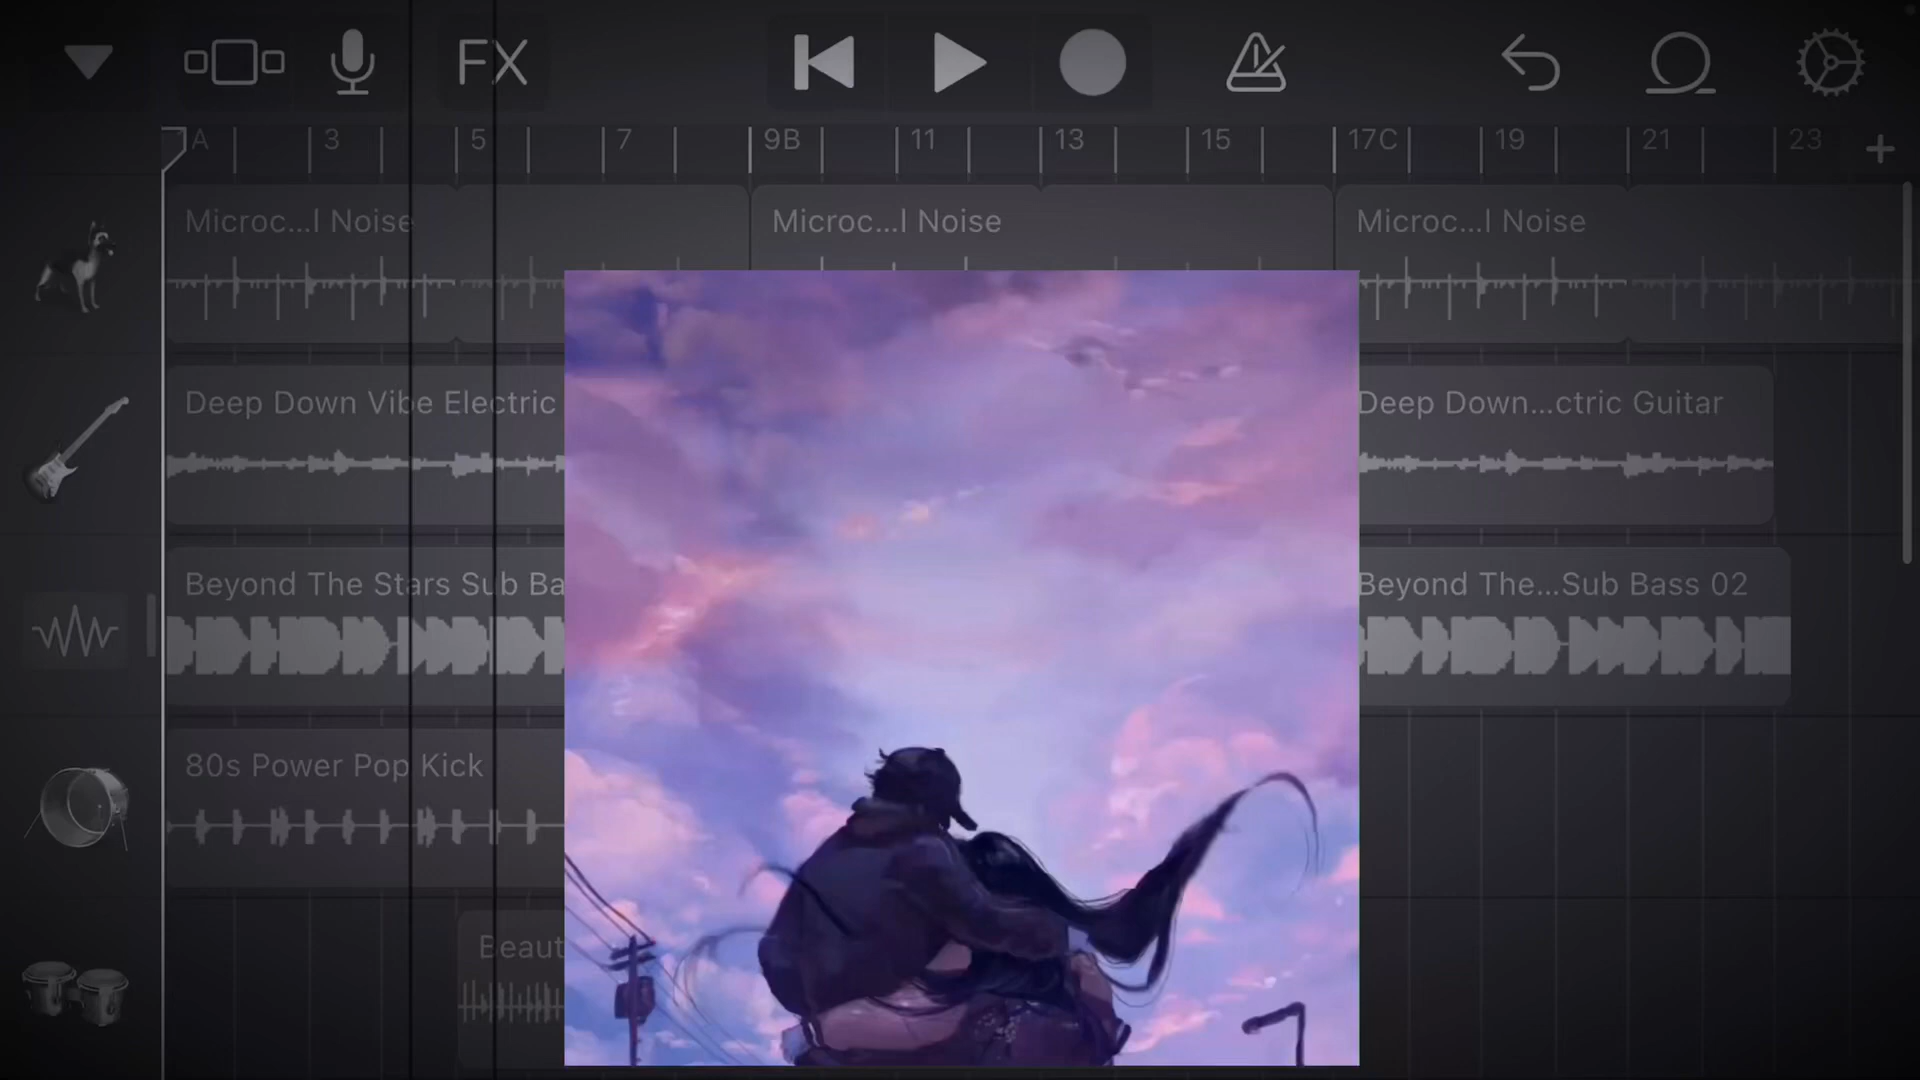 FX
A 3 5 7 9B 11 13 15 17C 19 21 23 +
Microc...l Noise Microc...l Noise Microc...l Noise
Deep Down Vibe Electric Deep Down...ctric Guitar
Beyond The Stars Sub Ba Beyond The...Sub Bass 02
80s Power Pop Kick
Beaut